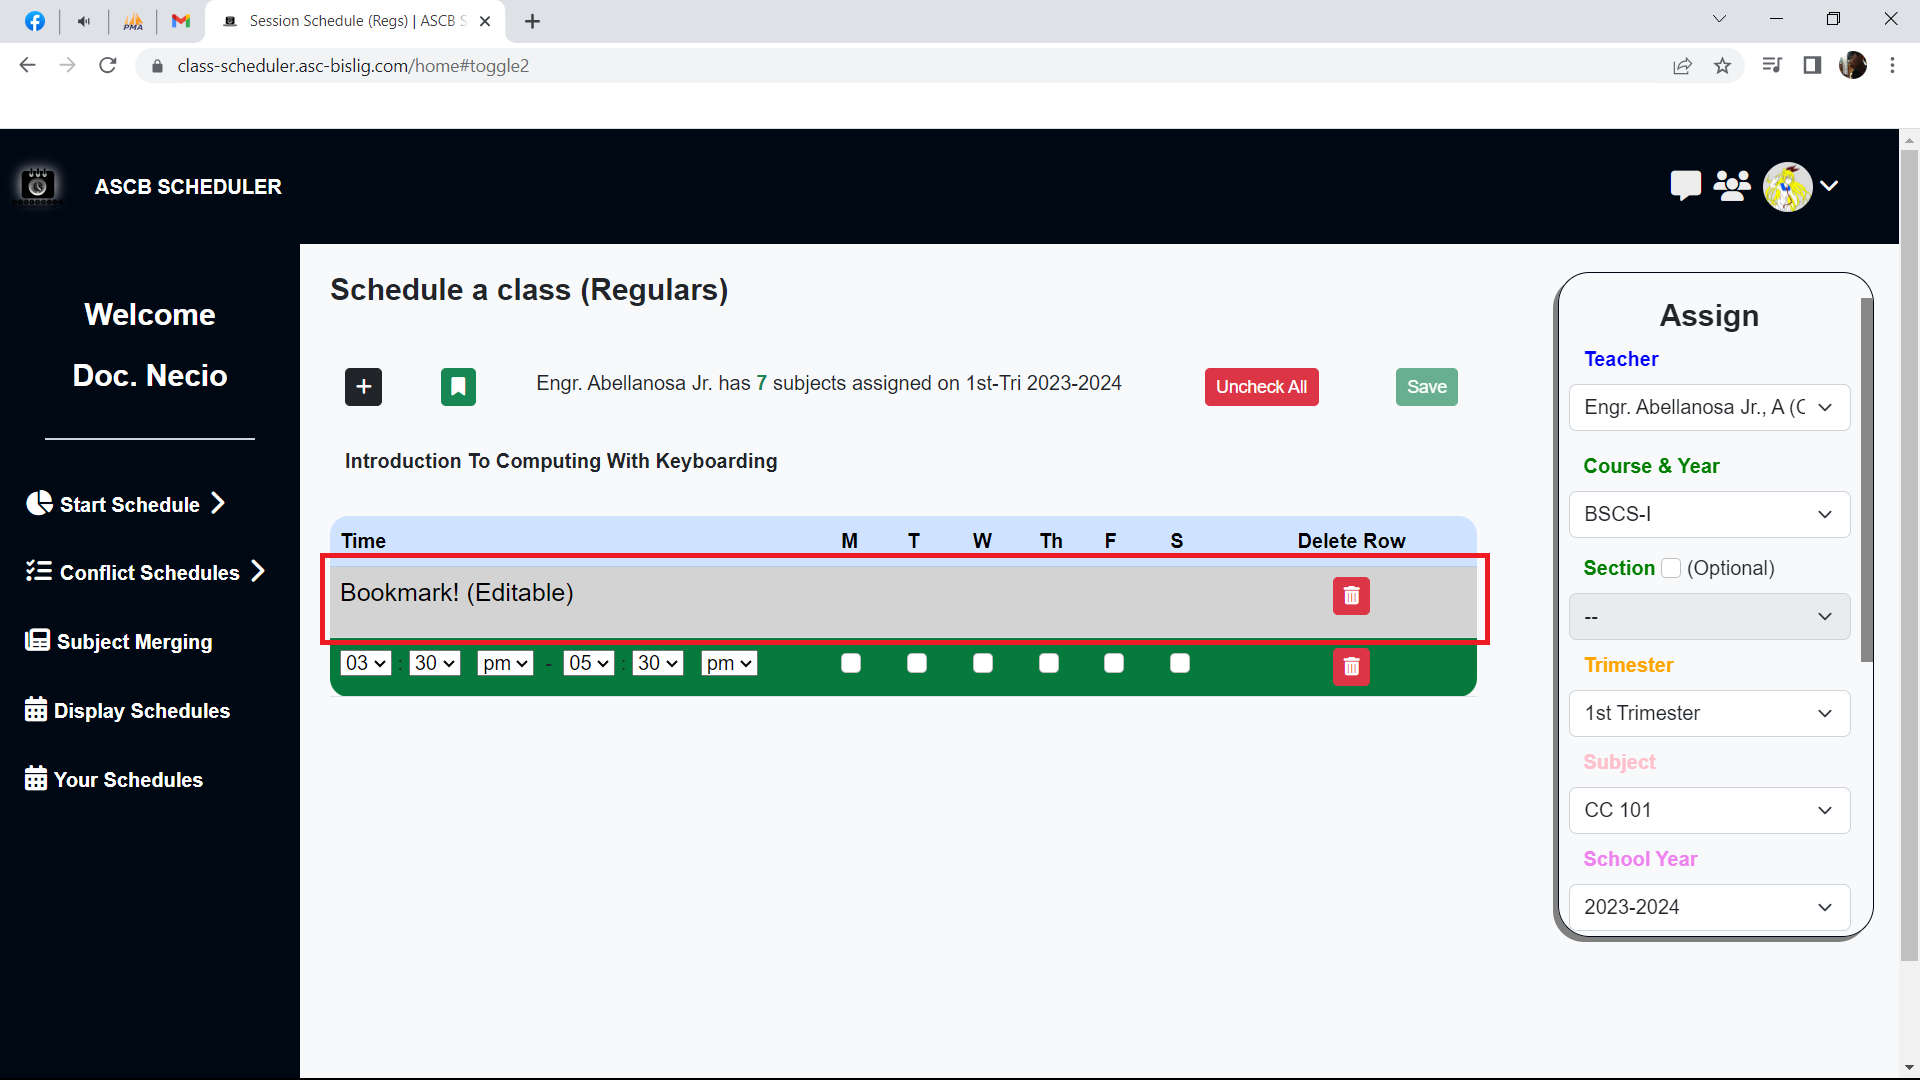 PMA
Session Schedule (Regs) | ASCB S
class-scheduler.asc-bislig.com/home#toggle2
ASCB SCHEDULER
Welcome
Doc. Necio
Start Schedule
Conflict Schedules
Subject Merging
Display Schedules
Your Schedules
Schedule a class (Regulars)
+
Engr. Abellanosa Jr. has 7 subjects assigned on 1st-Tri 2023-2024
Uncheck All
Save
Introduction To Computing With Keyboarding
Time M T W Th F S Delete Row
Bookmark! (Editable)
03 : 30 pm - 05 : 30 pm
Assign
Teacher
Engr. Abellanosa Jr., A (C
Course & Year
BSCS-I
Section (Optional)
--
Trimester
1st Trimester
Subject
CC 101
School Year
2023-2024